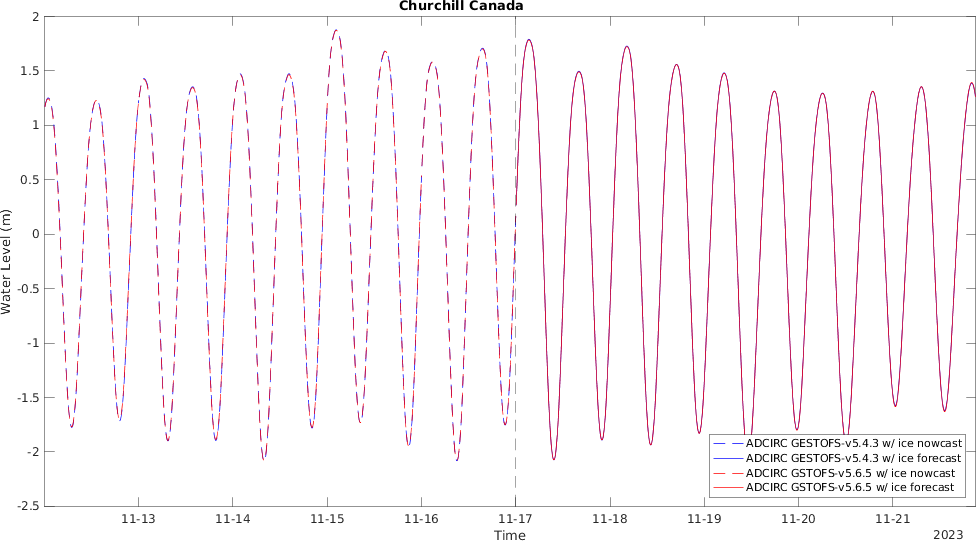 Churchill Canada
2
1.5
1
0.5
0
-0.5
-1
-1.5
-2
-2.5
Water Level (m)
ADCIRC GESTOFS-v5.4.3 w/ ice nowcast
ADCIRC GESTOFS-v5.4.3 w/ ice forecast
ADCIRC GSTOFS-v5.6.5 w/ ice nowcast
ADCIRC GSTOFS-v5.6.5 w/ ice forecast
11-13 11-14 11-15 11-16 11-17 11-18 11-19 11-20 11-21
Time
2023